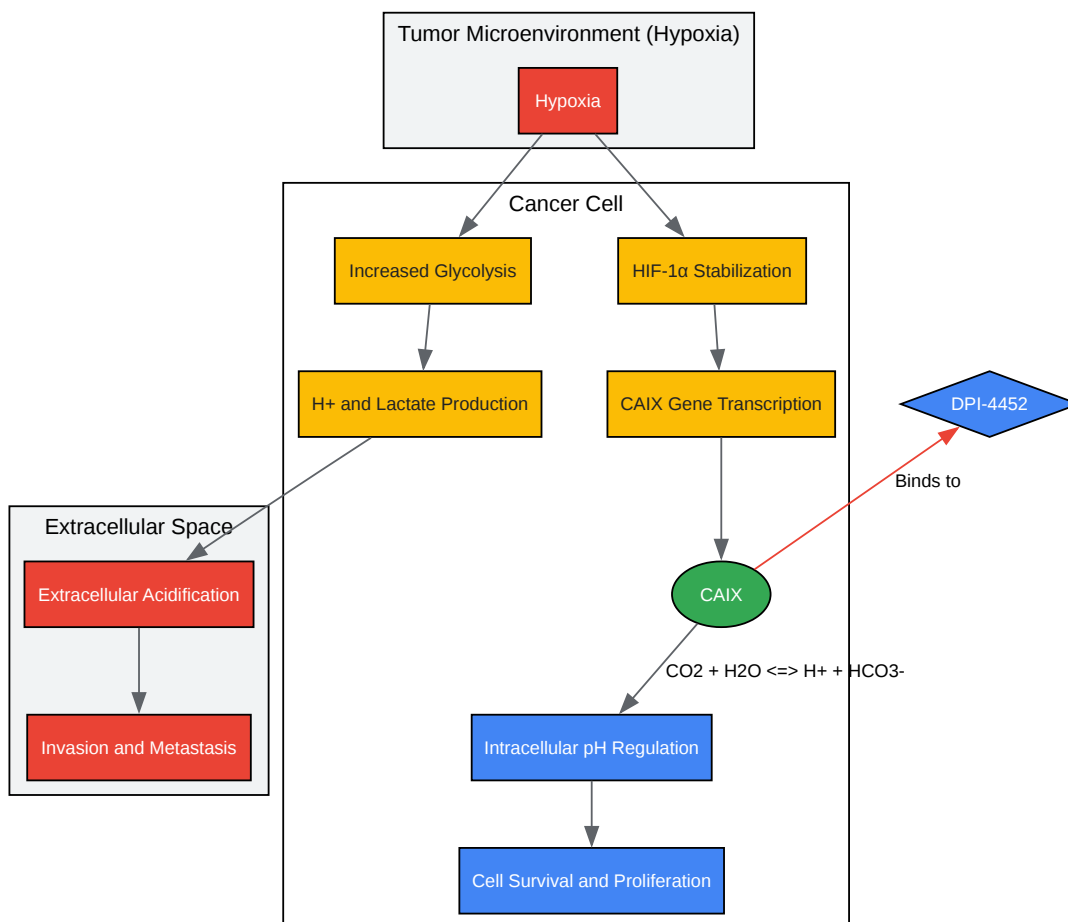 Tumor Microenvironment (Hypoxia)
Hypoxia
Cancer Cell
Increased Glycolysis
HIF-1α Stabilization
H+ and Lactate Production
CAIX Gene Transcription
DPI-4452
Binds to
Extracellular Space
Extracellular Acidification
CAIX
CO2 + H2O <=> H+ + HCO3-
Invasion and Metastasis
Intracellular pH Regulation
Cell Survival and Proliferation